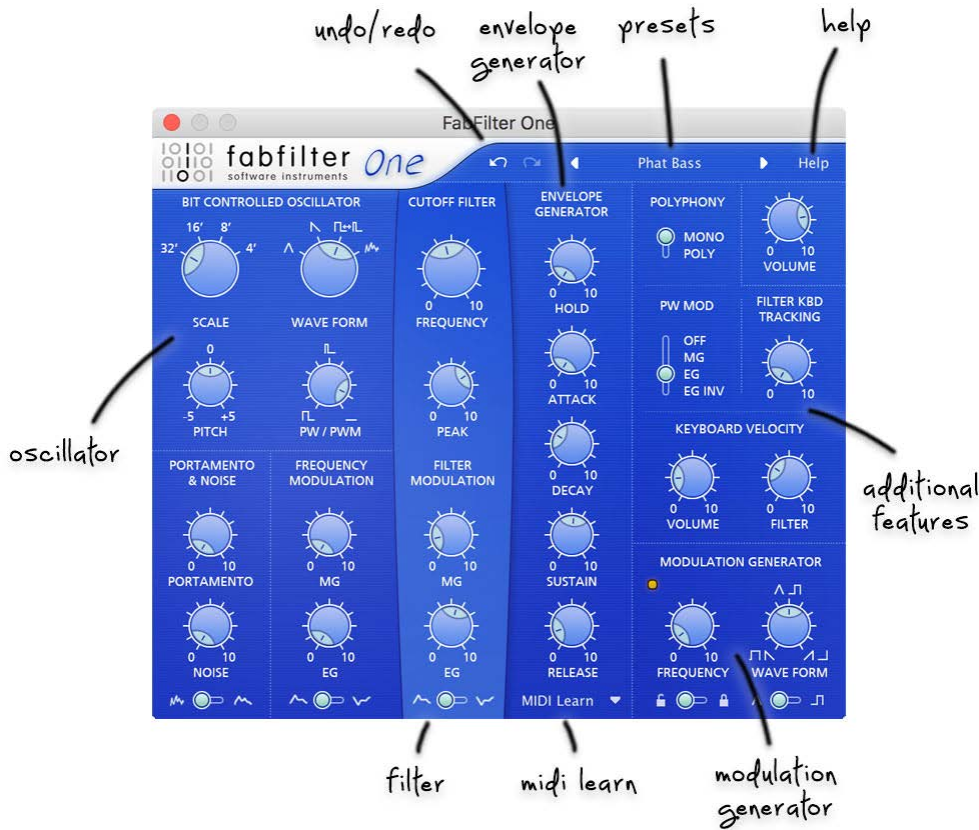 undo/redo
envelope
generator
presets
help
FabFilter One
fabfilter One
software instruments
Phat Bass
Help
BIT CONTROLLED OSCILLATOR
32' 16' 8' 4'
SCALE
WAVE FORM
-5 0 +5
PITCH
PW / PWM
PORTAMENTO
& NOISE
0 10
PORTAMENTO
0 10
NOISE
FREQUENCY
MODULATION
0 10
MG
0 10
EG
CUTOFF FILTER
0 10
FREQUENCY
0 10
PEAK
FILTER
MODULATION
0 10
MG
0 10
EG
ENVELOPE
GENERATOR
0 10
HOLD
0 10
ATTACK
0 10
DECAY
0 10
SUSTAIN
0 10
RELEASE
MIDI Learn
POLYPHONY
MONO
POLY
0 10
VOLUME
PW MOD
OFF
MG
EG
EG INV
FILTER KBD
TRACKING
0 10
KEYBOARD VELOCITY
0 10
VOLUME
0 10
FILTER
MODULATION GENERATOR
0 10
FREQUENCY
WAVE FORM
oscillator
additional
features
filter
midi learn
modulation
generator